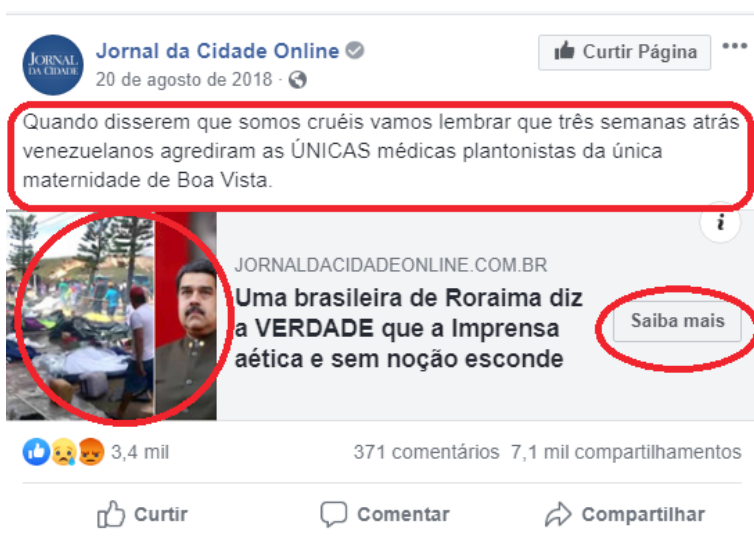 JORNAL
DA CIDADE
Jornal da Cidade Online
Curtir Página
20 de agosto de 2018
Quando disserem que somos cruéis vamos lembrar que três semanas atrás
venezuelanos agrediram as ÚNICAS médicas plantonistas da única
maternidade de Boa Vista.
i
JORNALDACIDADEONLINE.COM.BR
Uma brasileira de Roraima diz
a VERDADE que a Imprensa
aética e sem noção esconde
Saiba mais
3,4 mil
371 comentários 7,1 mil compartilhamentos
Curtir
Comentar
Compartilhar